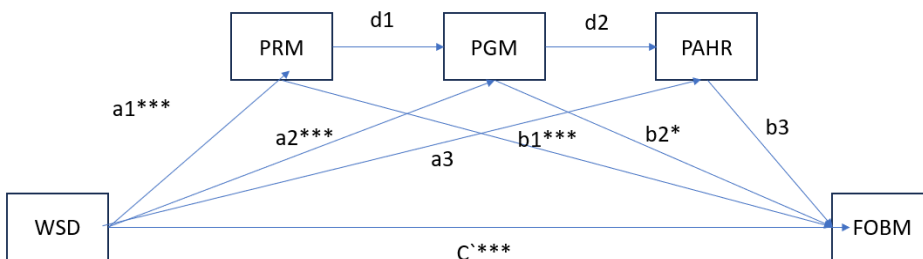 d1
d2
PRM
PGM
PAHR
a1***
a2***
b1***
b2*
b3
a3
WSD
FOBM
C`***